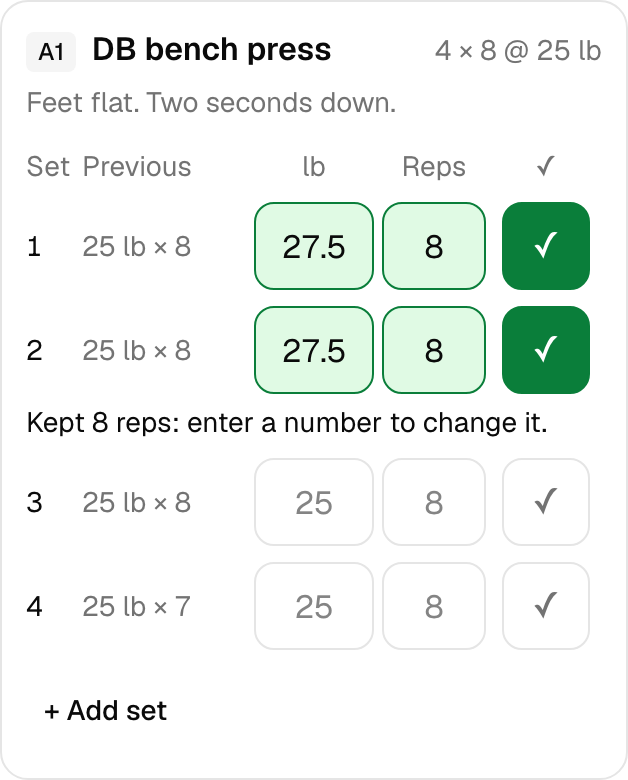 A1 DB bench press 4 × 8 @ 25 lb
Feet flat. Two seconds down.
Set Previous lb Reps ✓
1 25 lb × 8 27.5 8 ✓
2 25 lb × 8 27.5 8 ✓
Kept 8 reps: enter a number to change it.
3 25 lb × 8 25 8 ✓
4 25 lb × 7 25 8 ✓
+ Add set